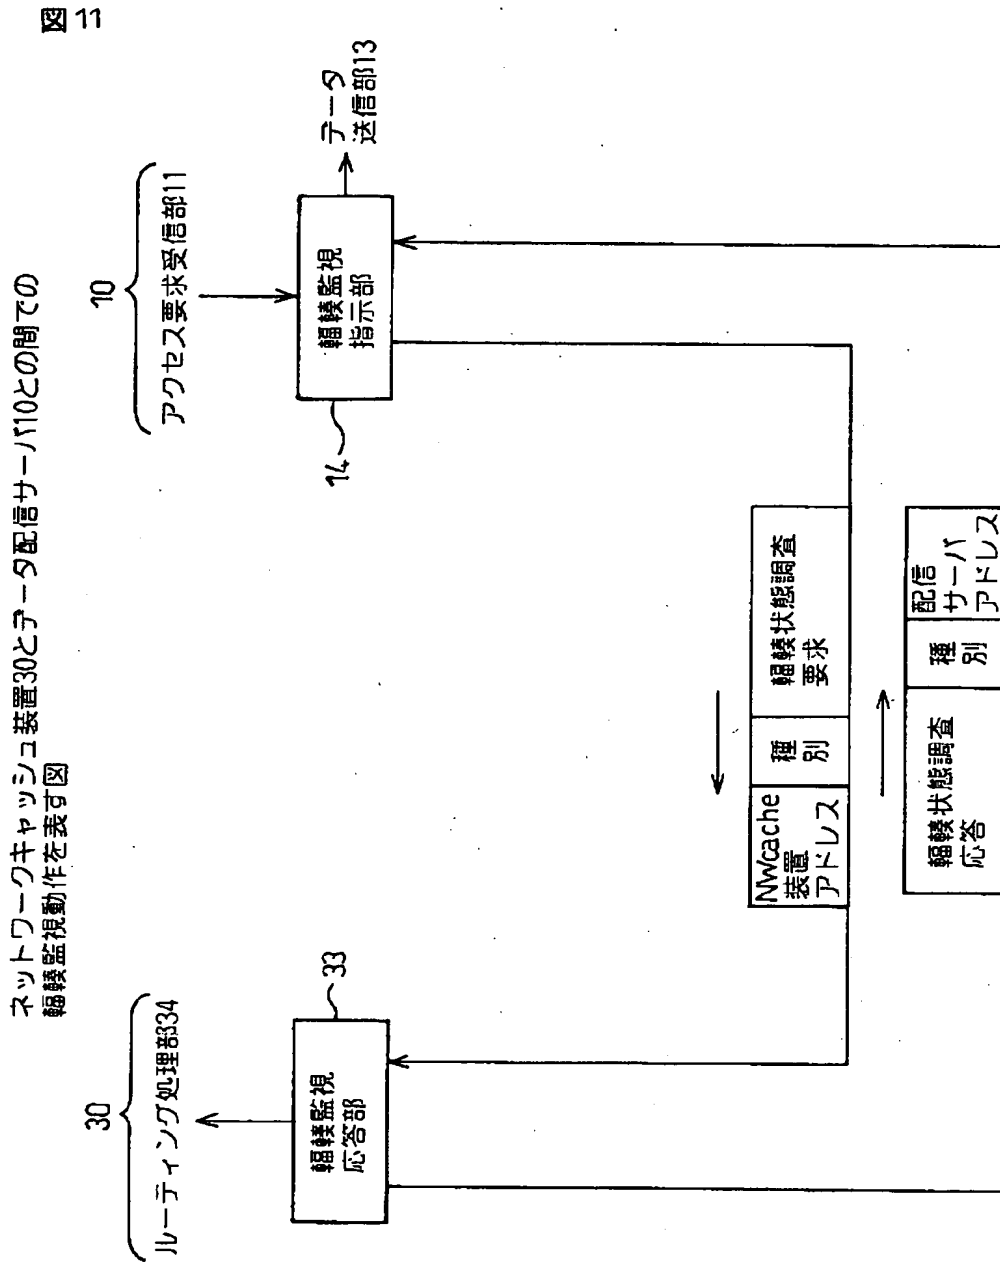 図11
ネットワークキャッシュ装置30とデータ配信サーバ10との間での
輻輳監視動作を表す図
30
ルーティング処理部34
輻輳監視
応答部
33
10
アクセス要求受信部11
輻輳監視
指示部
14
データ
送信部13
NWcache
装置
アドレス
種
別
輻輳状態調査
要求
輻輳状態調査
応答
種
別
配信
サーバ
アドレス